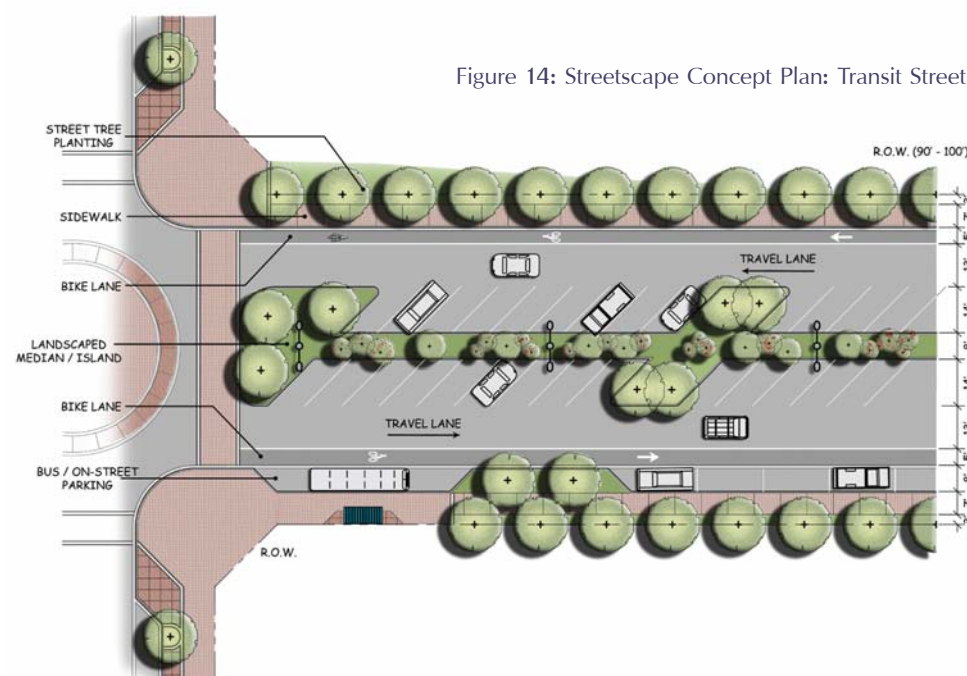 Figure 14: Streetscape Concept Plan: Transit Street
STREET TREE
PLANTING
R.O.W. (90' - 100')
SIDEWALK
BIKE LANE
TRAVEL LANE
LANDSCAPED
MEDIAN / ISLAND
BIKE LANE
TRAVEL LANE
BUS / ON-STREET
PARKING
R.O.W.